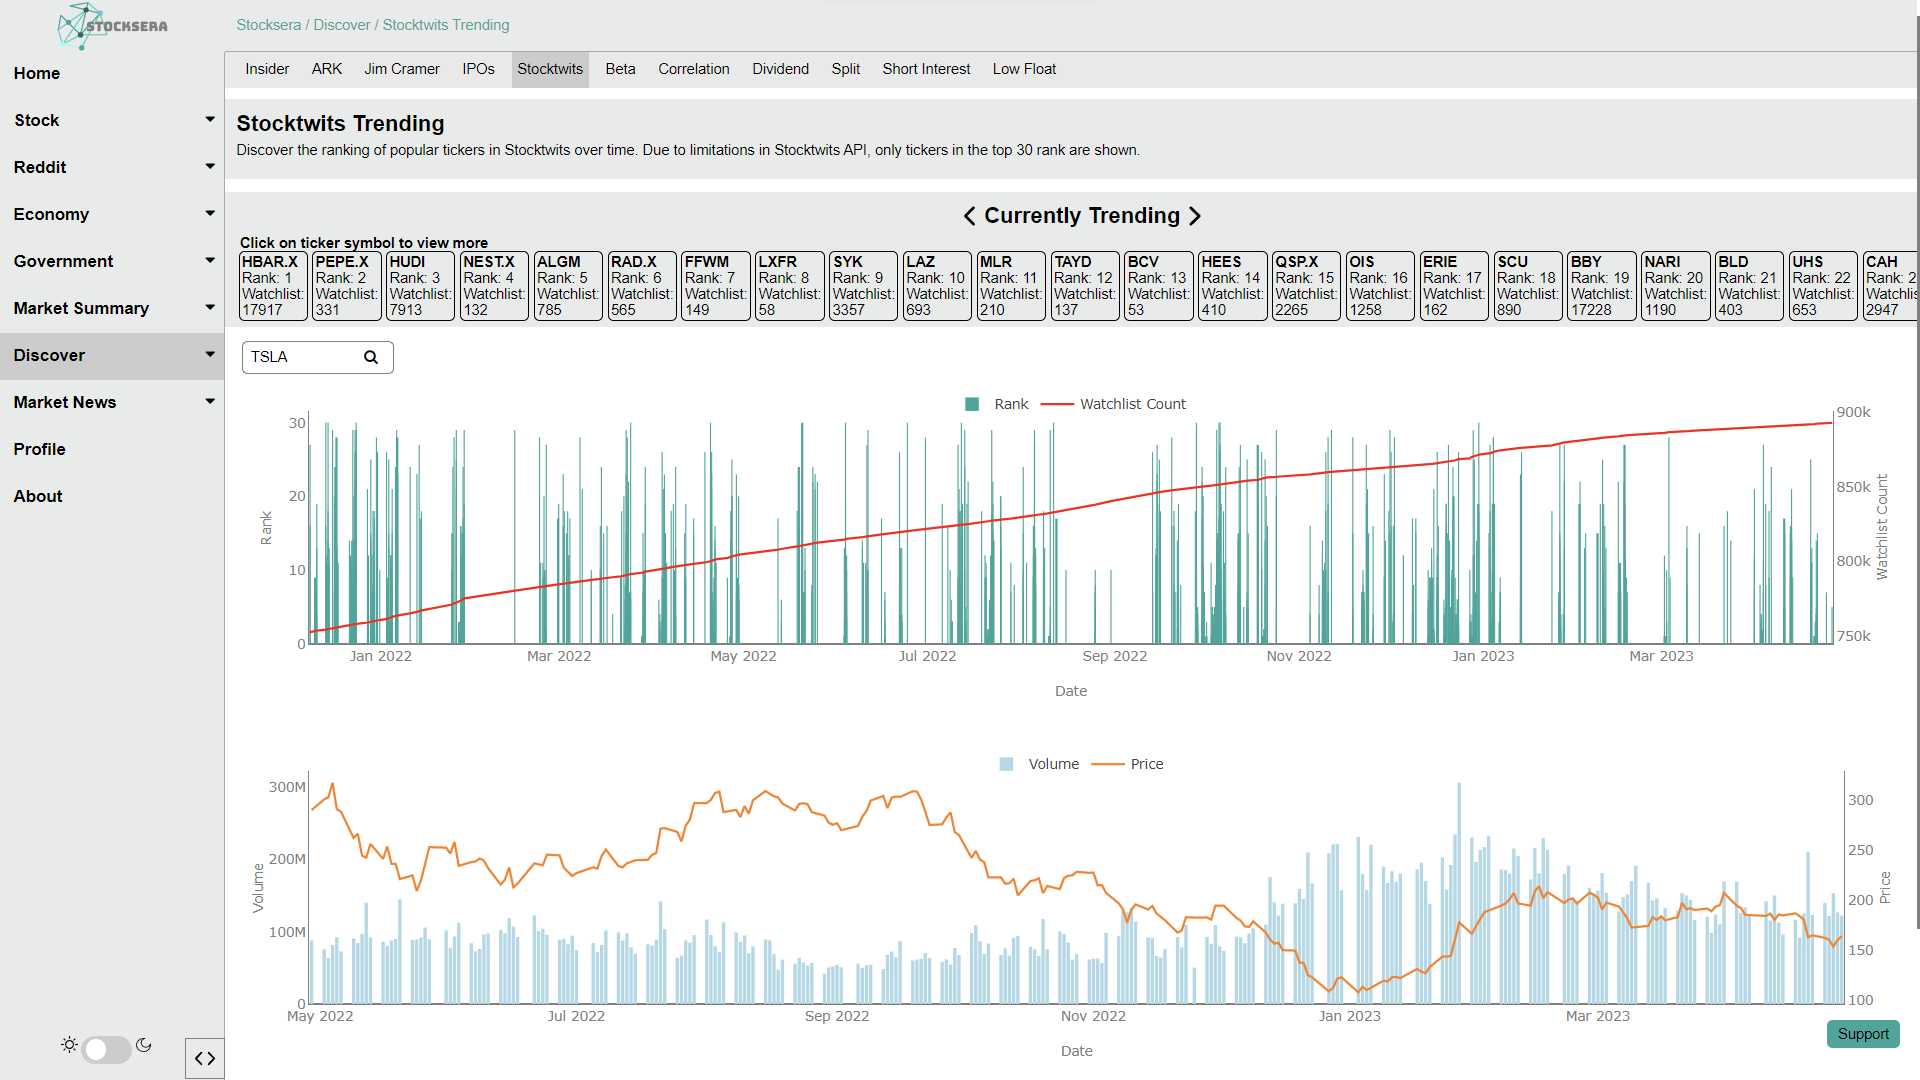 STOCKSERA
Stocksera / Discover / Stocktwits Trending
Home
Stock
Reddit
Economy
Government
Market Summary
Discover
Market News
Profile
About
Insider ARK Jim Cramer IPOs Stocktwits Beta Correlation Dividend Split Short Interest Low Float
Stocktwits Trending
Discover the ranking of popular tickers in Stocktwits over time. Due to limitations in Stocktwits API, only tickers in the top 30 rank are shown.
Currently Trending
Click on ticker symbol to view more
HBAR.X PEPE.X HUDI NEST.X ALGM RAD.X FFWM LXFR SYK LAZ MLR TAYD BCV HEES QSP.X OIS ERIE SCU BBY NARI BLD UHS CAH
Rank: 1 Rank: 2 Rank: 3 Rank: 4 Rank: 5 Rank: 6 Rank: 7 Rank: 8 Rank: 9 Rank: 10 Rank: 11 Rank: 12 Rank: 13 Rank: 14 Rank: 15 Rank: 16 Rank: 17 Rank: 18 Rank: 19 Rank: 20 Rank: 21 Rank: 22 Rank: 2
Watchlist: Watchlist: Watchlist: Watchlist: Watchlist: Watchlist: Watchlist: Watchlist: Watchlist: Watchlist: Watchlist: Watchlist: Watchlist: Watchlist: Watchlist: Watchlist: Watchlist: Watchlist: Watchlist: Watchlist: Watchlist: Watchlist: Watchlis
17917 331 7913 132 785 565 149 58 3357 693 210 137 53 410 2265 1258 162 890 17228 1190 403 653 2947
TSLA
Rank Watchlist Count
30
20
10
0
Rank
900k
850k
800k
750k
Watchlist Count
Jan 2022 Mar 2022 May 2022 Jul 2022 Sep 2022 Nov 2022 Jan 2023 Mar 2023
Date
Volume Price
300M
200M
100M
0
Volume
300
250
200
150
100
Price
May 2022 Jul 2022 Sep 2022 Nov 2022 Jan 2023 Mar 2023
Date
Support